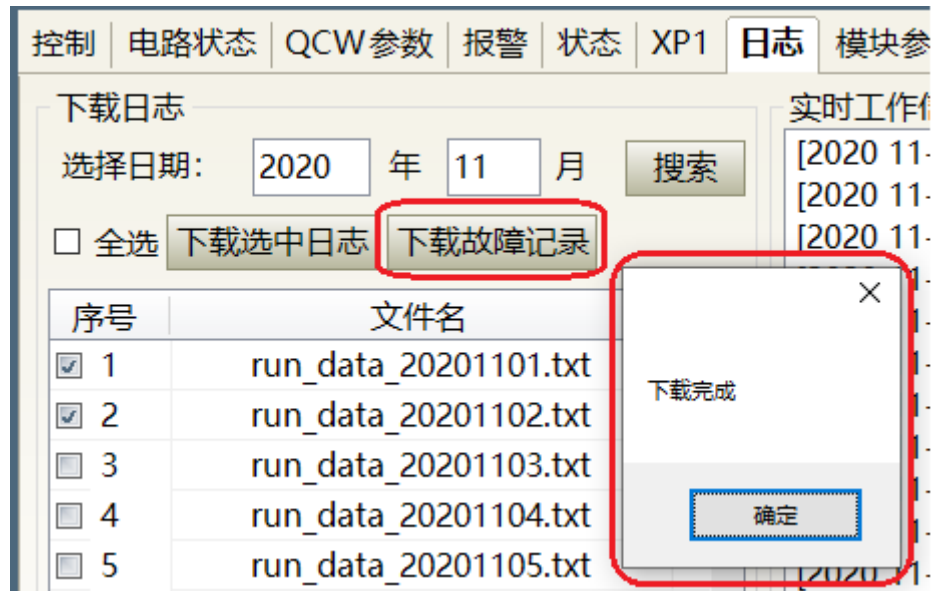 控制 电路状态 QCW参数 报警 状态 XP1 日志 模块参
下载日志
选择日期： 2020 年 11 月 搜索
全选 下载选中日志 下载故障记录
序号 文件名
1 run_data_20201101.txt
2 run_data_20201102.txt
3 run_data_20201103.txt
4 run_data_20201104.txt
5 run_data_20201105.txt
实时工作
[2020 11-
[2020 11-
[2020 11-
下载完成
确定